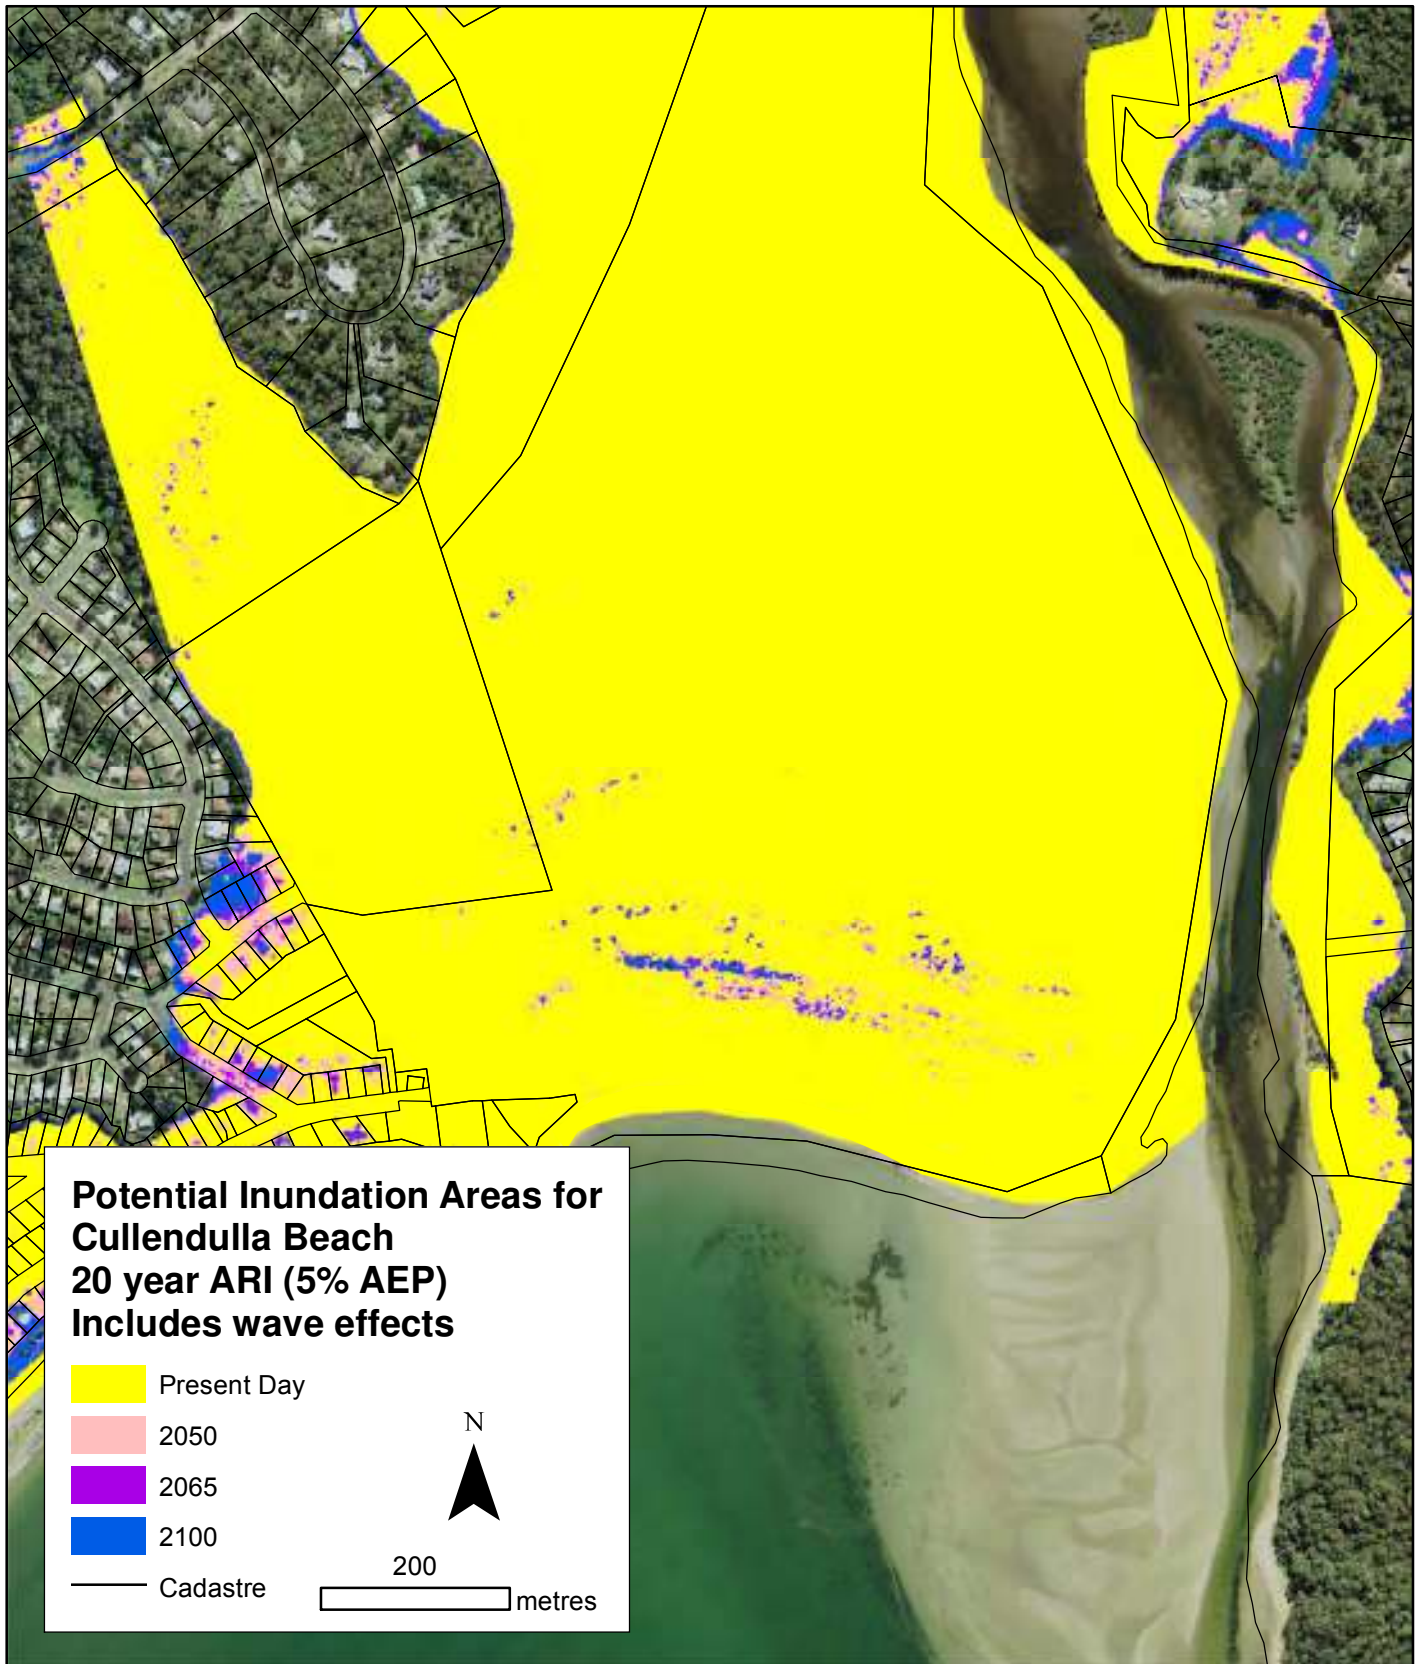 Potential Inundation Areas for
Cullendulla Beach
20 year ARI (5% AEP)
Includes wave effects
Present Day
2050
2065
2100
Cadastre
N
200
metres